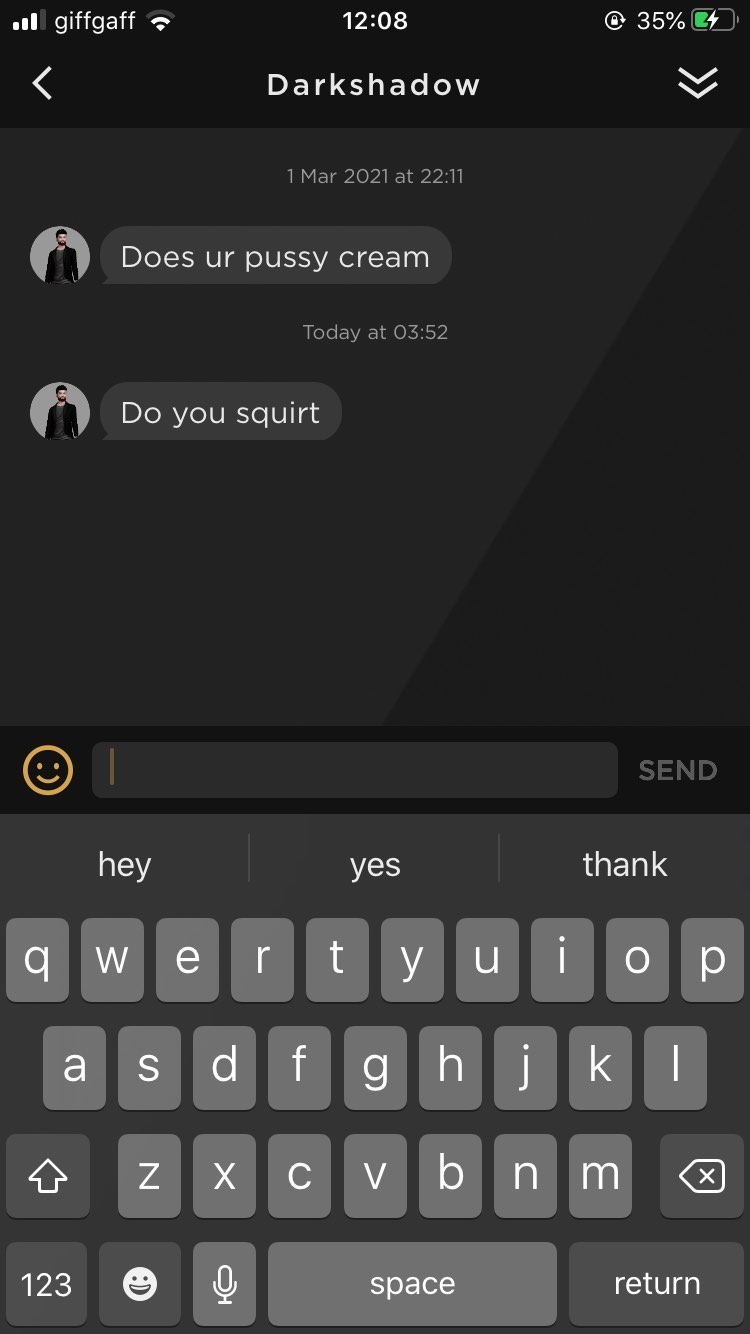 giffgaff 12:08 35%
Darkshadow
1 Mar 2021 at 22:11
Does ur pussy cream
Today at 03:52
Do you squirt
SEND
hey yes thank
q w e r t y u i o p
a s d f g h j k l
z x c v b n m
123 space return